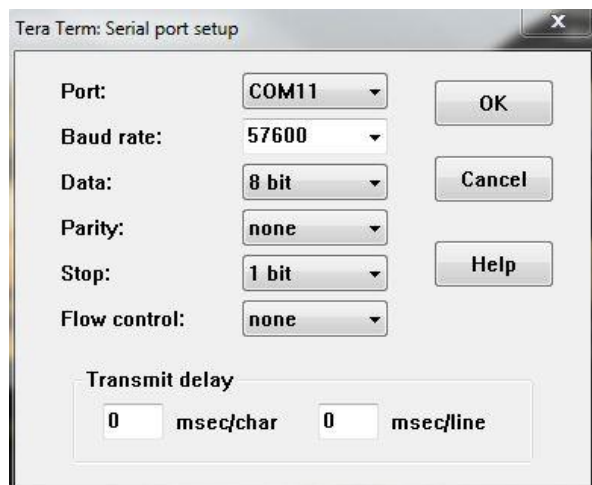 Tera Term: Serial port setup
x
Port: COM11 OK
Baud rate: 57600
Data: 8 bit Cancel
Parity: none
Stop: 1 bit Help
Flow control: none
Transmit delay
0 msec/char 0 msec/line